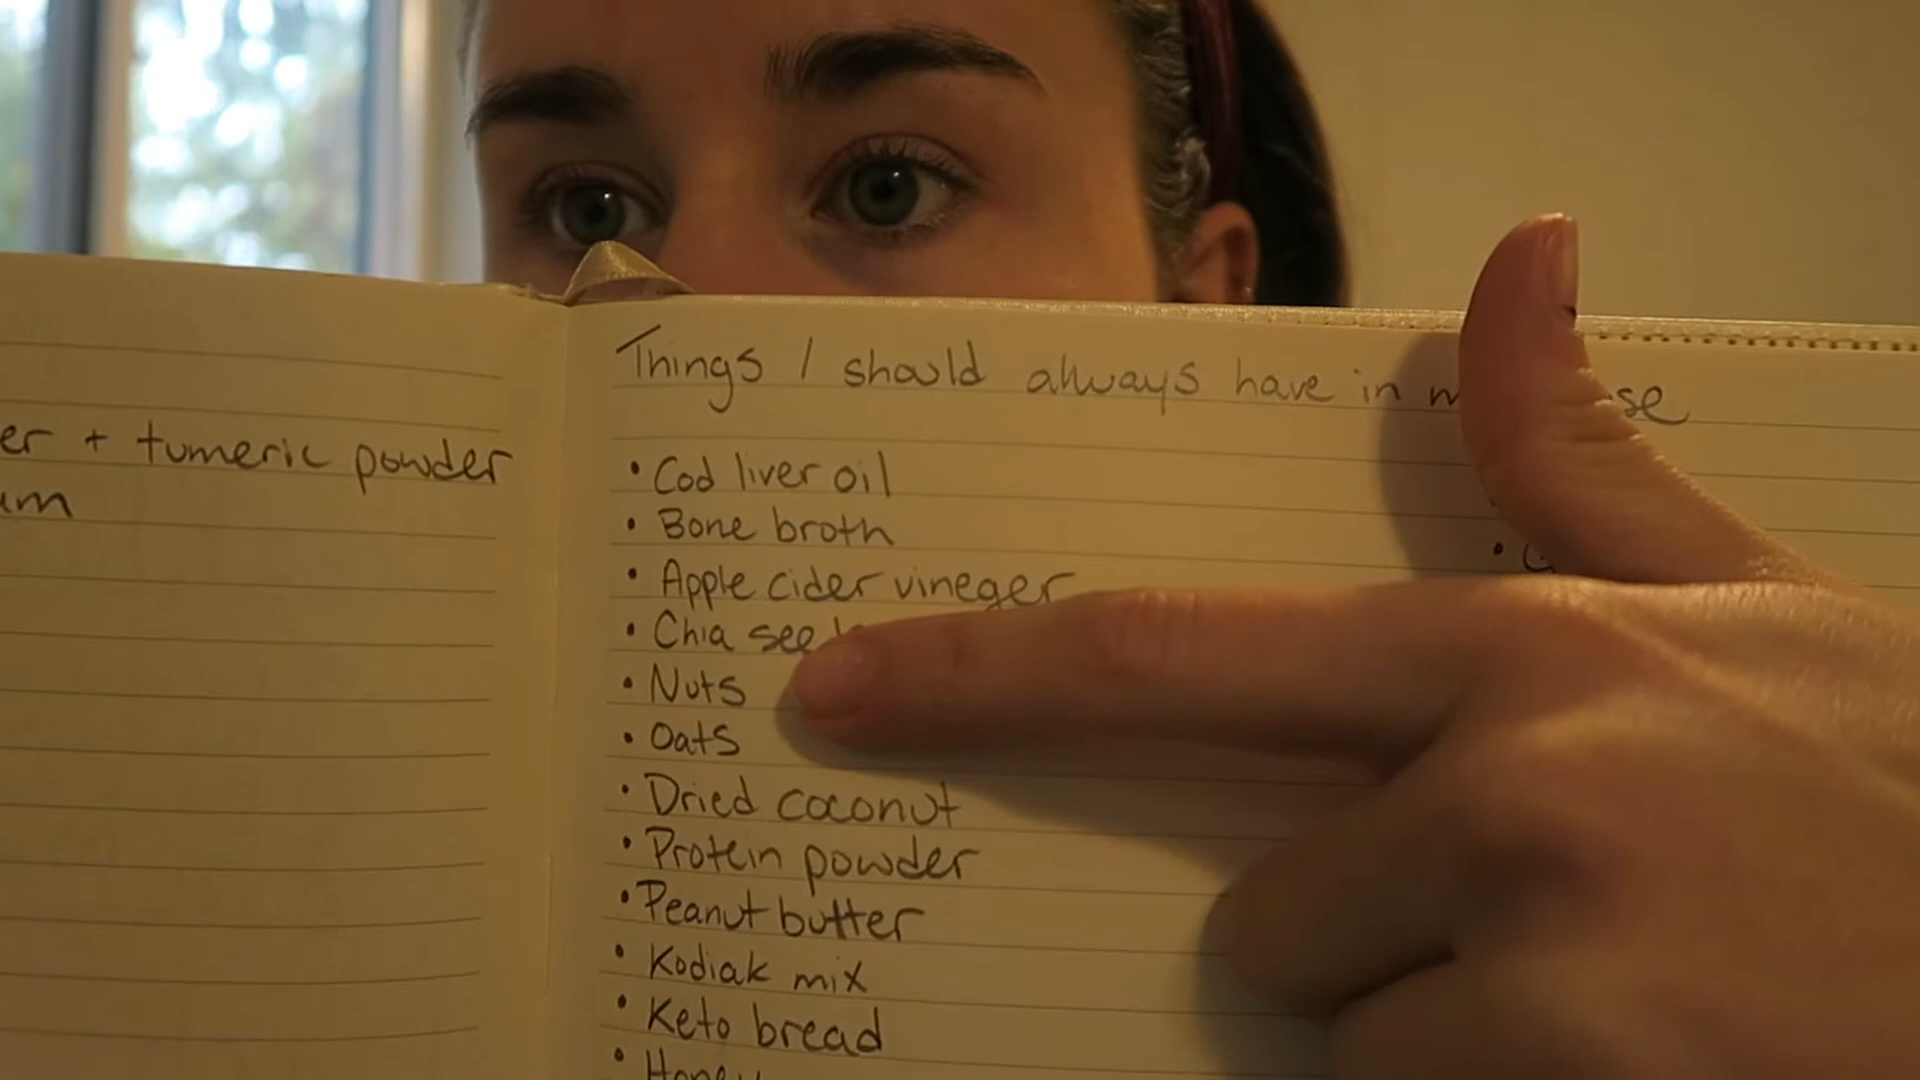 er + tumeric powder
Things I should always have in
• Cod liver oil
• Bone broth
• Apple cider vineger
• Chia
• Nuts
• Oats
• Dried coconut
• Protein powder
• Peanut butter
• Kodiak mix
• Keto bread
• Honey